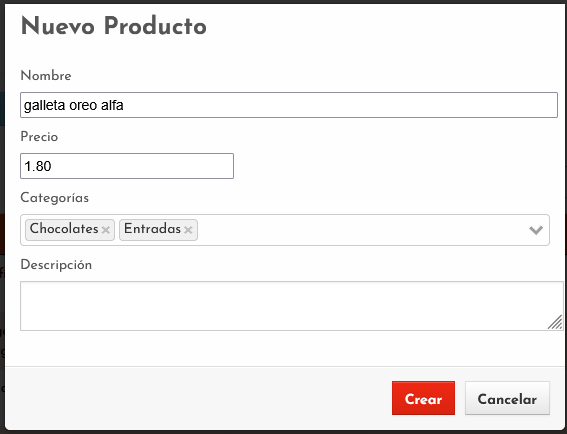 Nuevo Producto
Nombre
galleta oreo alfa
Precio
1.80
Categorías
Chocolates × Entradas ×
Descripción
Crear Cancelar